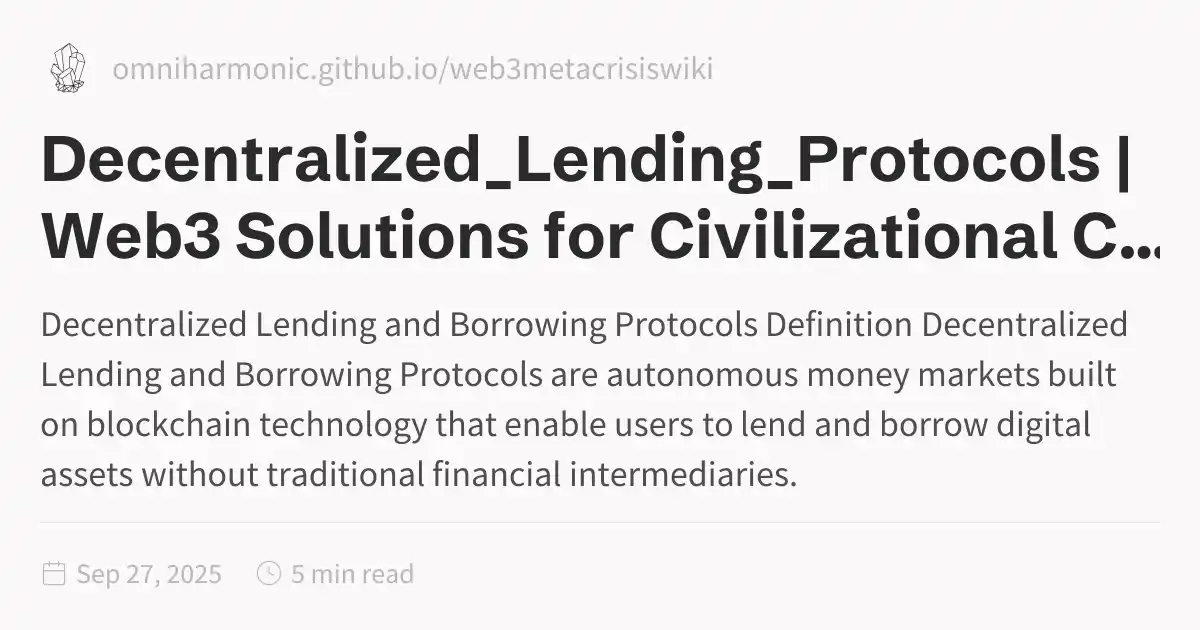 omniharmonic.github.io/web3metacrisiswiki
Decentralized_Lending_Protocols |
Web3 Solutions for Civilizational C...
Decentralized Lending and Borrowing Protocols Definition Decentralized
Lending and Borrowing Protocols are autonomous money markets built
on blockchain technology that enable users to lend and borrow digital
assets without traditional financial intermediaries.
Sep 27, 2025 5 min read